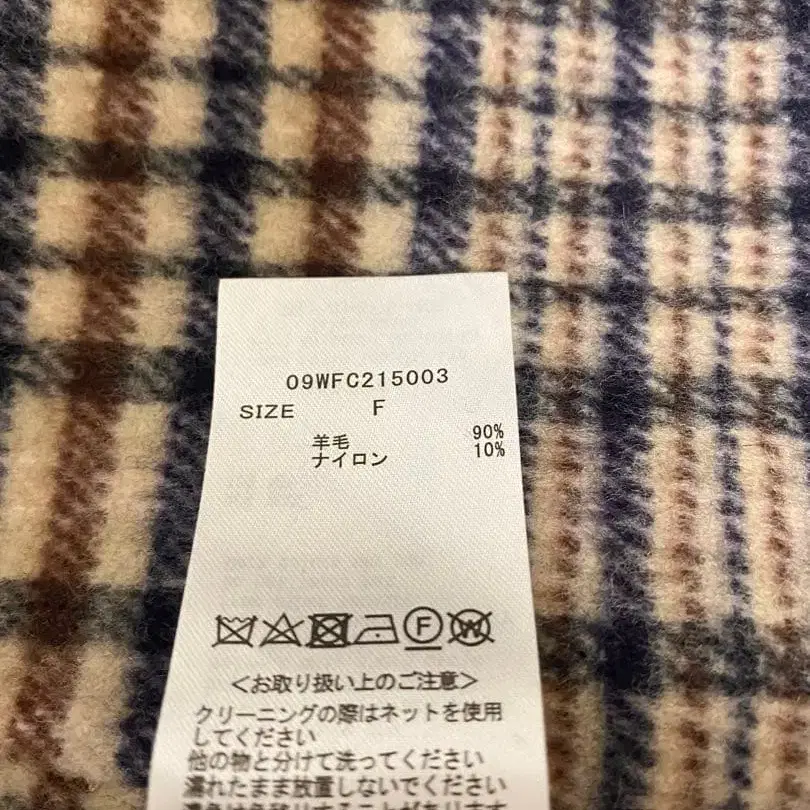 09WFC215003
SIZE F
羊毛 90%
ナイロン 10%
F W
<お取り扱い上のご注意>
クリーニングの際はネットを使用
してください
他の物と分けて洗ってください
濡れたまま放置しないでください